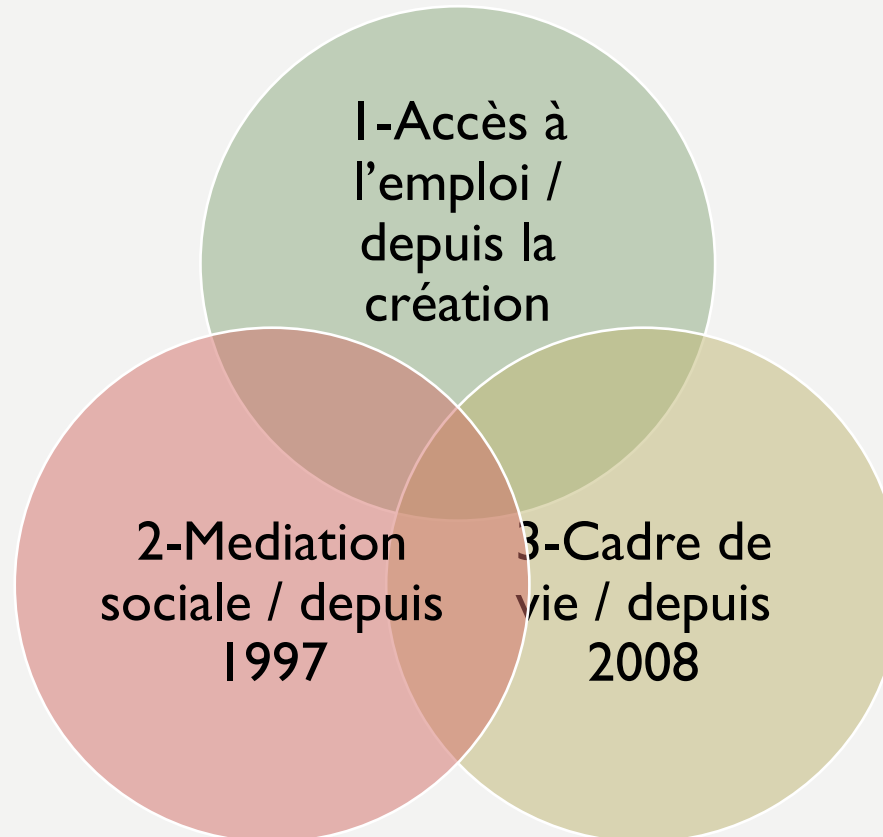 1-Accès à
l’emploi /
depuis la
création
2-Mediation
sociale / depuis
1997
3-Cadre de
vie / depuis
2008